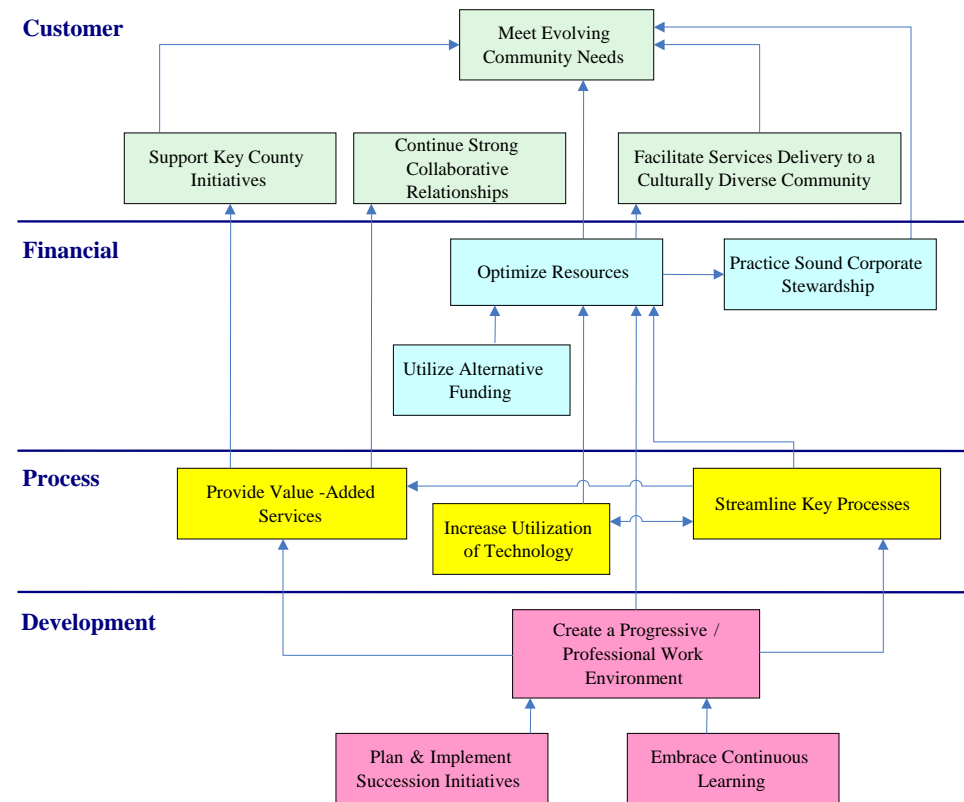 Customer
Meet Evolving
Community Needs
Support Key County
Initiatives
Continue Strong
Collaborative
Relationships
Facilitate Services Delivery to a
Culturally Diverse Community
Financial
Optimize Resources
Practice Sound Corporate
Stewardship
Utilize Alternative
Funding
Process
Provide Value -Added
Services
Increase Utilization
of Technology
Streamline Key Processes
Development
Create a Progressive /
Professional Work
Environment
Plan & Implement
Succession Initiatives
Embrace Continuous
Learning